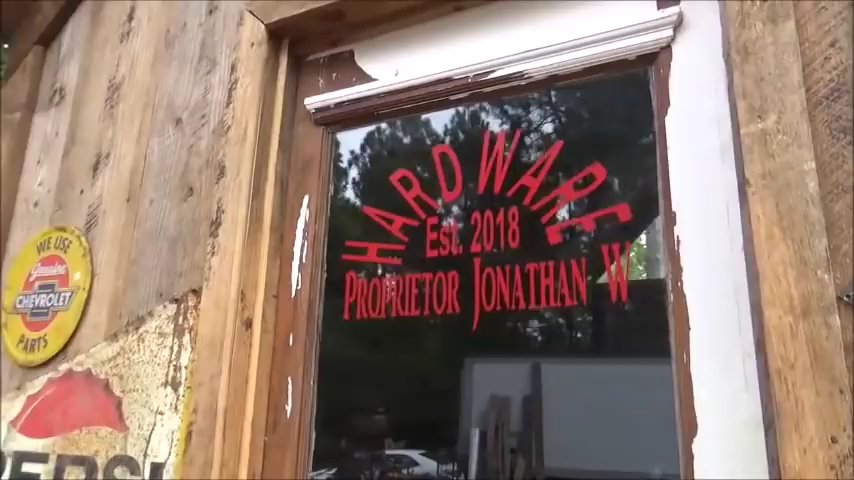 HARDWARE
Est. 2018
PROPRIETOR JONATHAN W
WE USE
Genuine
CHEVROLET
PARTS